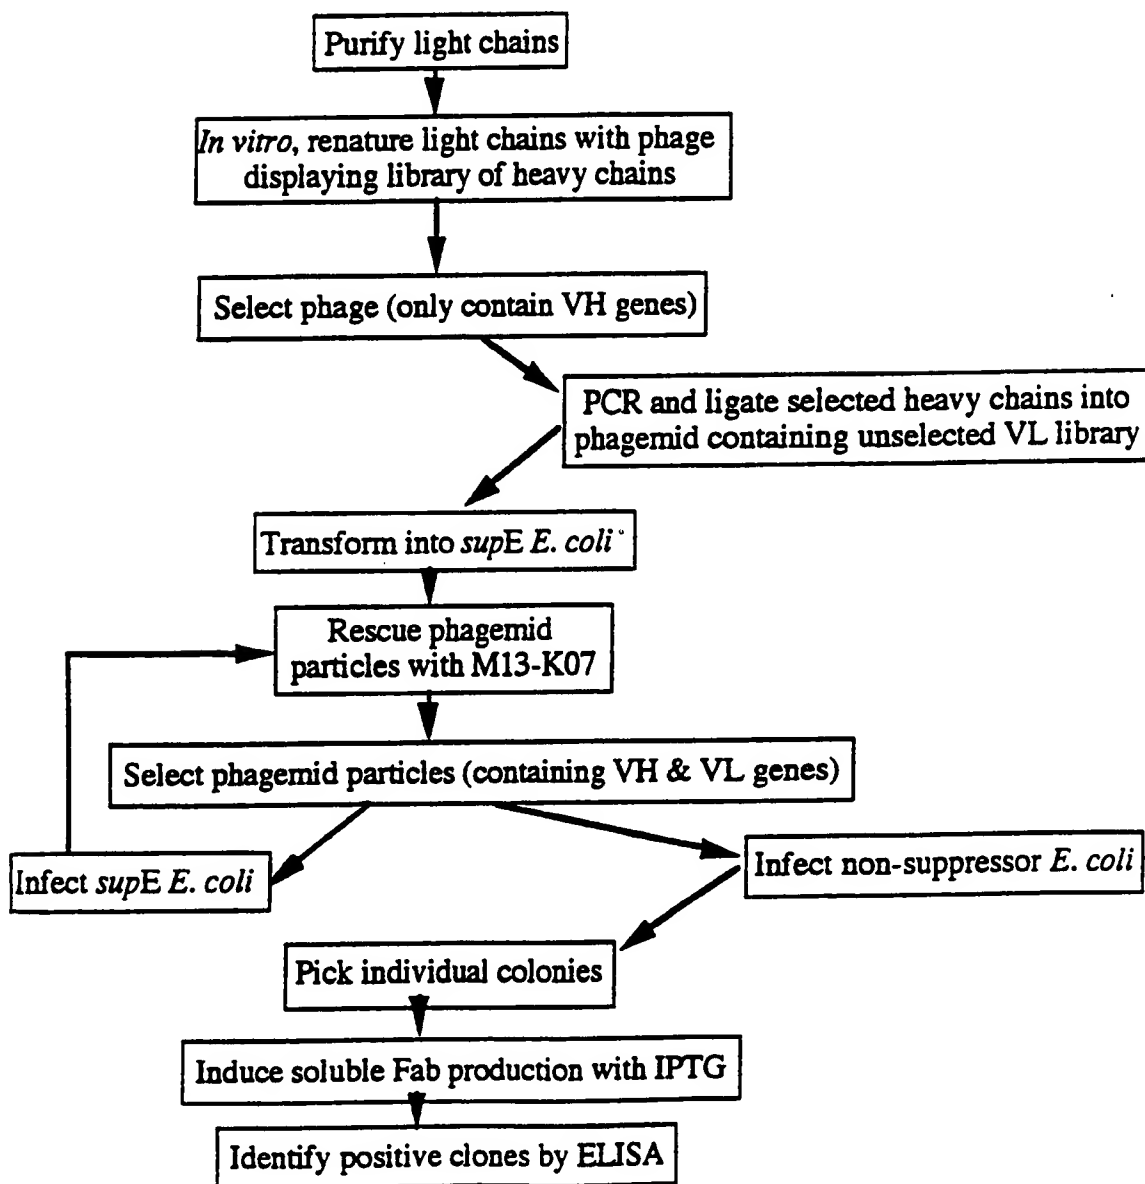 Purify light chains
In vitro, renature light chains with phage
displaying library of heavy chains
Select phage (only contain VH genes)
PCR and ligate selected heavy chains into
phagemid containing unselected VL library
Transform into supE E. coli
Rescue phagemid
particles with M13-K07
Select phagemid particles (containing VH & VL genes)
Infect supE E. coli
Infect non-suppressor E. coli
Pick individual colonies
Induce soluble Fab production with IPTG
Identify positive clones by ELISA